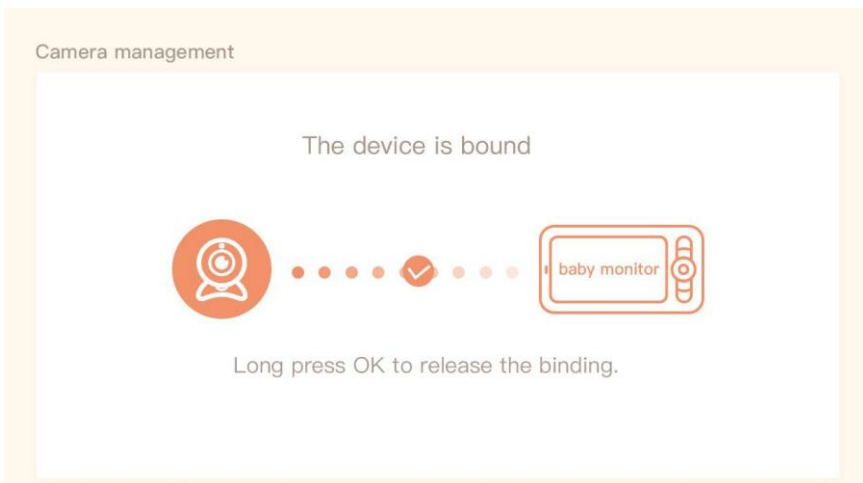 Camera management
The device is bound
baby monitor
Long press OK to release the binding.